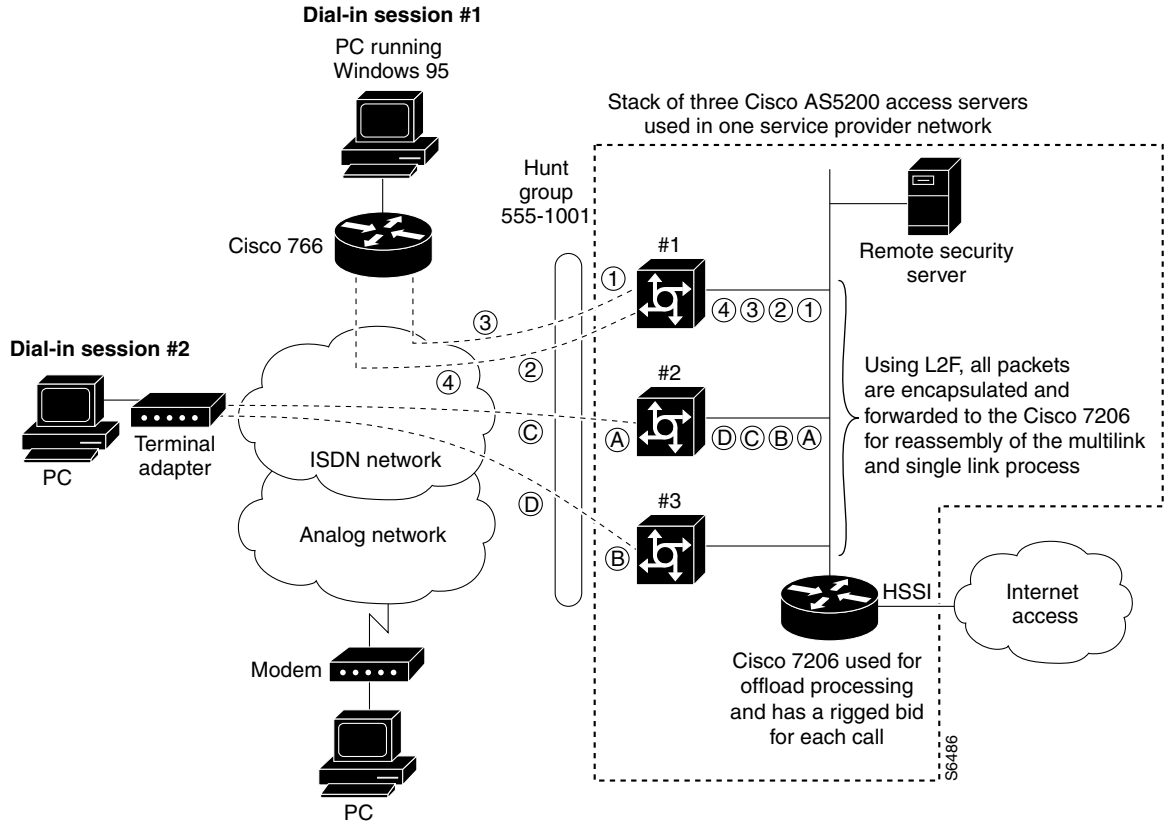 Dial-in session #1
PC running
Windows 95
Stack of three Cisco AS5200 access servers
used in one service provider network
Hunt
group
555-1001
Cisco 766
#1
Remote security
server
1
3
4 3 2 1
Dial-in session #2
2
4
#2
Using L2F, all packets
are encapsulated and
forwarded to the Cisco 7206
for reassembly of the multilink
and single link process
C
A
D C B A
Terminal
adapter
PC
ISDN network
#3
D
Analog network
B
HSSI
Internet
access
Modem
Cisco 7206 used for
offload processing
and has a rigged bid
for each call
S6486
PC